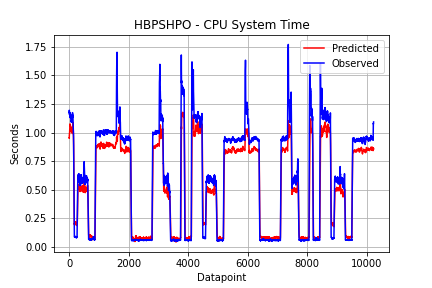 HBPSHPO - CPU System Time
Predicted
Observed
1.75
1.50
1.25
1.00
0.75
0.50
0.25
0.00
Seconds
0 2000 4000 6000 8000 10000
Datapoint